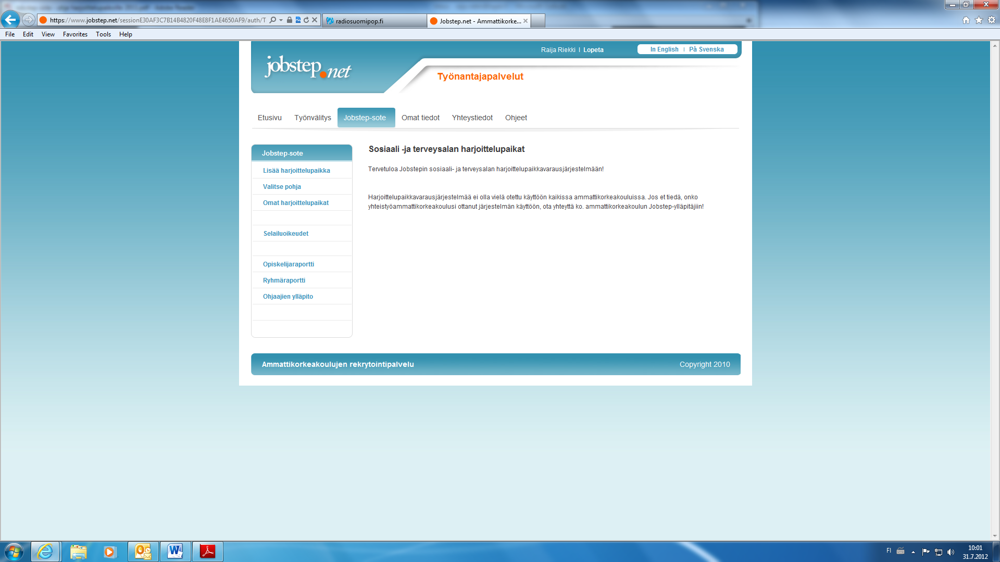 https://www.jobstep.net/sessionE30AF3C7B14B4820F48E8F1AE4650AF9/auth/T
radiosuomipop.fi
Jobstep.net - Ammattikorke...
File Edit View Favorites Tools Help
Raija Riekki | Lopeta
In English | På Svenska
jobstep.net
Työnantajapalvelut
Etusivu Työnvälitys Jobstep-sote Omat tiedot Yhteystiedot Ohjeet
Jobstep-sote
Lisää harjoittelupaikka
Valitse pohja
Omat harjoittelupaikat
Selailuoikeudet
Opiskelijaraportti
Ryhmäraportti
Ohjaajien ylläpito
Sosiaali -ja terveysalan harjoittelupaikat
Tervetuloa Jobstepin sosiaali- ja terveysalan harjoittelupaikkavarausjärjestelmään!
Harjoittelupaikkavarausjärjestelmää ei olla vielä otettu käyttöön kaikissa ammattikorkeakouluissa. Jos et tiedä, onko
yhteistyöammattikorkeakoulusi ottanut järjestelmän käyttöön, ota yhteyttä ko. ammattikorkeakoulun Jobstep-ylläpitäjiin!
Ammattikorkeakoulujen rekrytointipalvelu
Copyright 2010
FI
10:01
31.7.2012